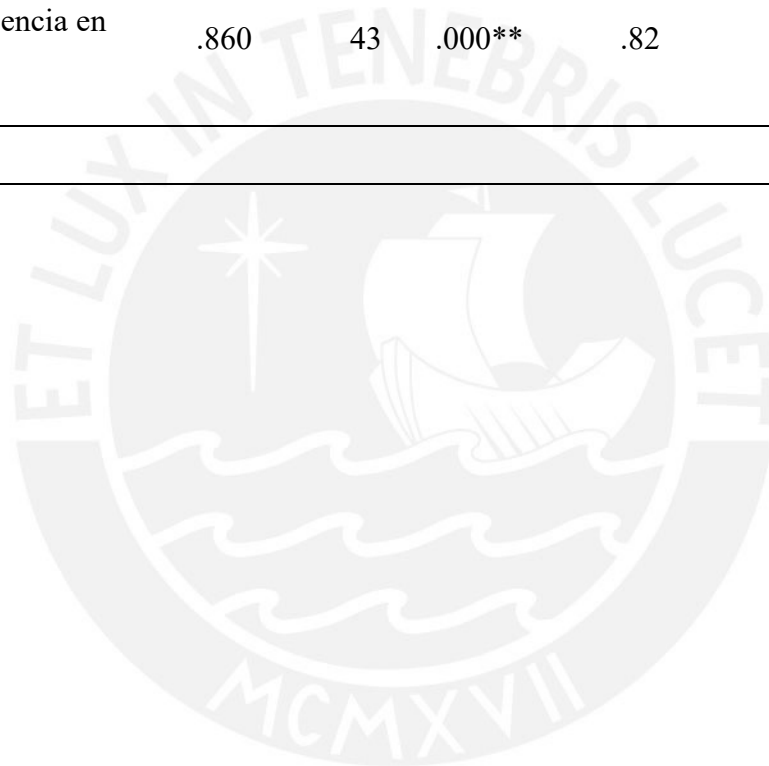 encia en
.860 43 .000** .82
ET LUX IN TENEBRIS LUCET
MCMXVII